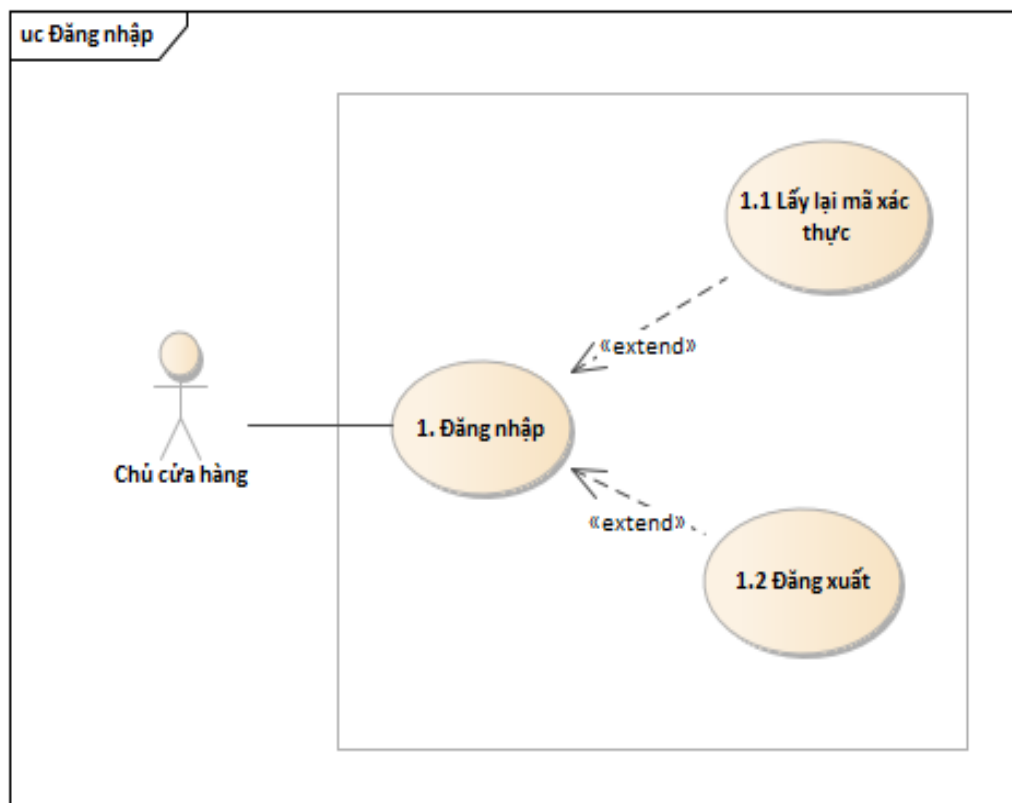 uc Đăng nhập
1.1 Lấy lại mã xác
thực
«extend»
1. Đăng nhập
Chủ cửa hàng
«extend»
1.2 Đăng xuất